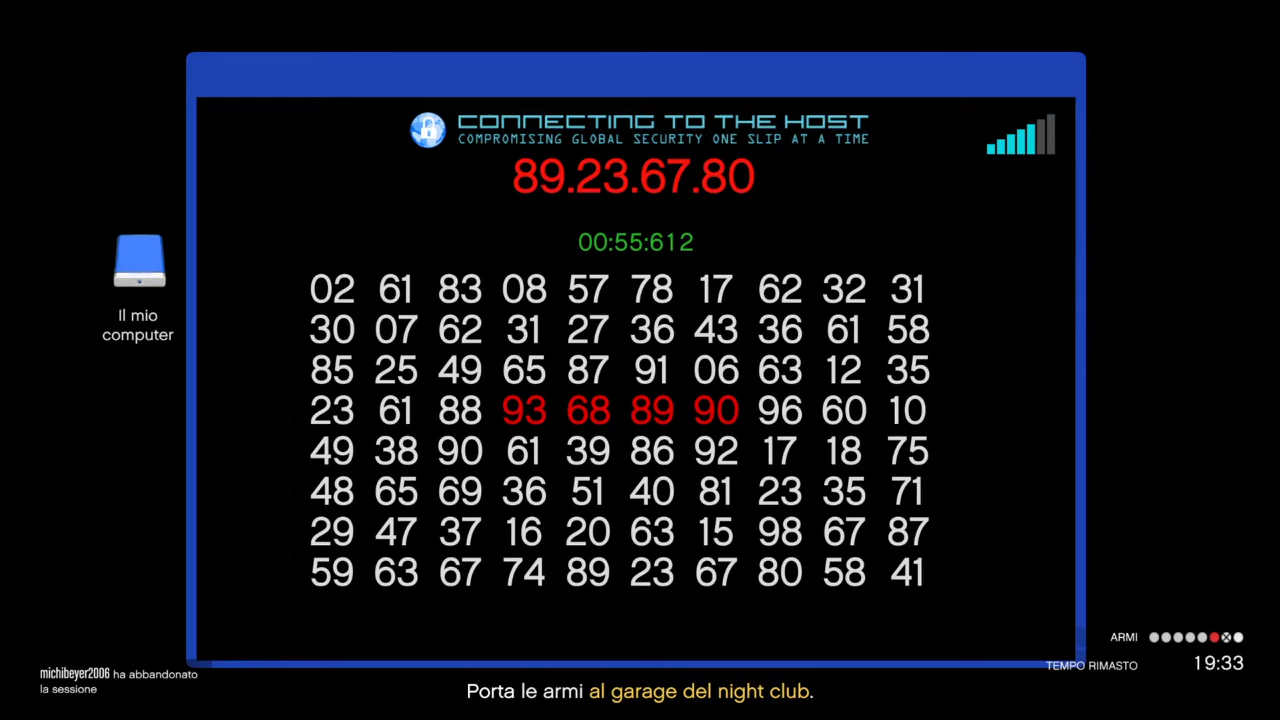 CONNECTING TO THE HOST
COMPROMISING GLOBAL SECURITY ONE SLIP AT A TIME
89.23.67.80
00:55:612
02 61 83 08 57 78 17 62 32 31
30 07 62 31 27 36 43 36 61 58
85 25 49 65 87 91 06 63 12 35
23 61 88 93 68 89 90 96 60 10
49 38 90 61 39 86 92 17 18 75
48 65 69 36 51 40 81 23 35 71
29 47 37 16 20 63 15 98 67 87
59 63 67 74 89 23 67 80 58 41
Il mio
computer
ARMI
TEMPO RIMASTO 19:33
michibeyer2006 ha abbandonato
la sessione
Porta le armi al garage del night club.